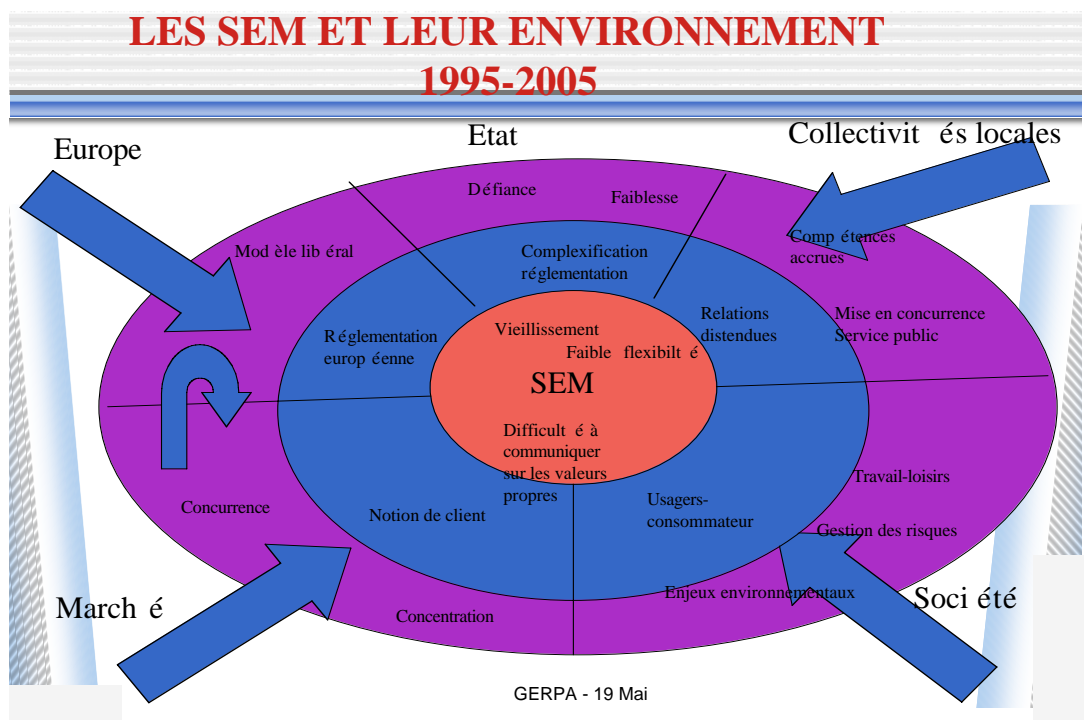 LES SEM ET LEUR ENVIRONNEMENT
1995-2005
Europe
Etat
Collectivit és locales
Défiance
Faiblesse
Mod èle lib éral
Complexification
réglementation
Comp étences
accrues
Réglementation
europ éenne
Vieillissement
Faible flexibilt é
Relations
distendues
Mise en concurrence
Service public
SEM
Difficult é à
communiquer
sur les valeurs
propres
Concurrence
Notion de client
Usagers-
consommateur
Travail-loisirs
Gestion des risques
Enjeux environnementaux
Concentration
March é
Soci été
GERPA - 19 Mai